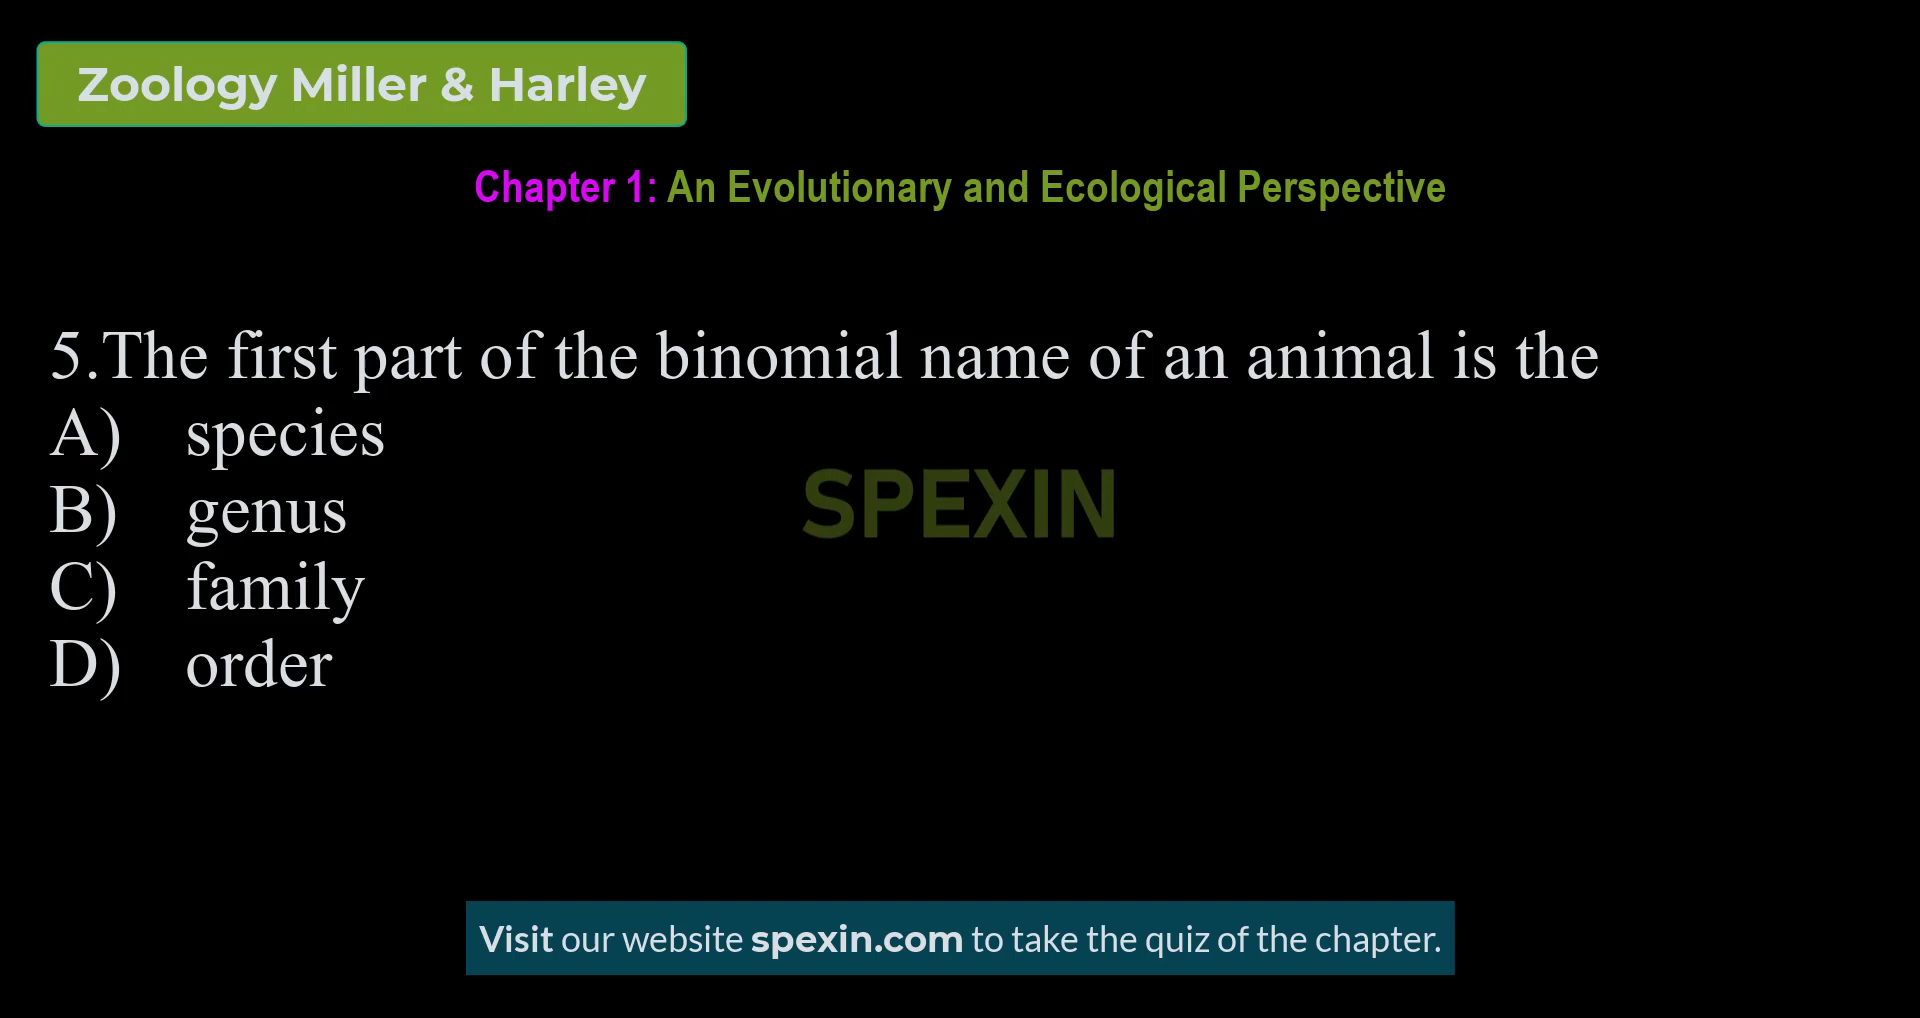 Zoology Miller & Harley
Chapter 1: An Evolutionary and Ecological Perspective
5.The first part of the binomial name of an animal is the
A) species
B) genus
SPEXIN
C) family
D) order
Visit our website spexin.com to take the quiz of the chapter.